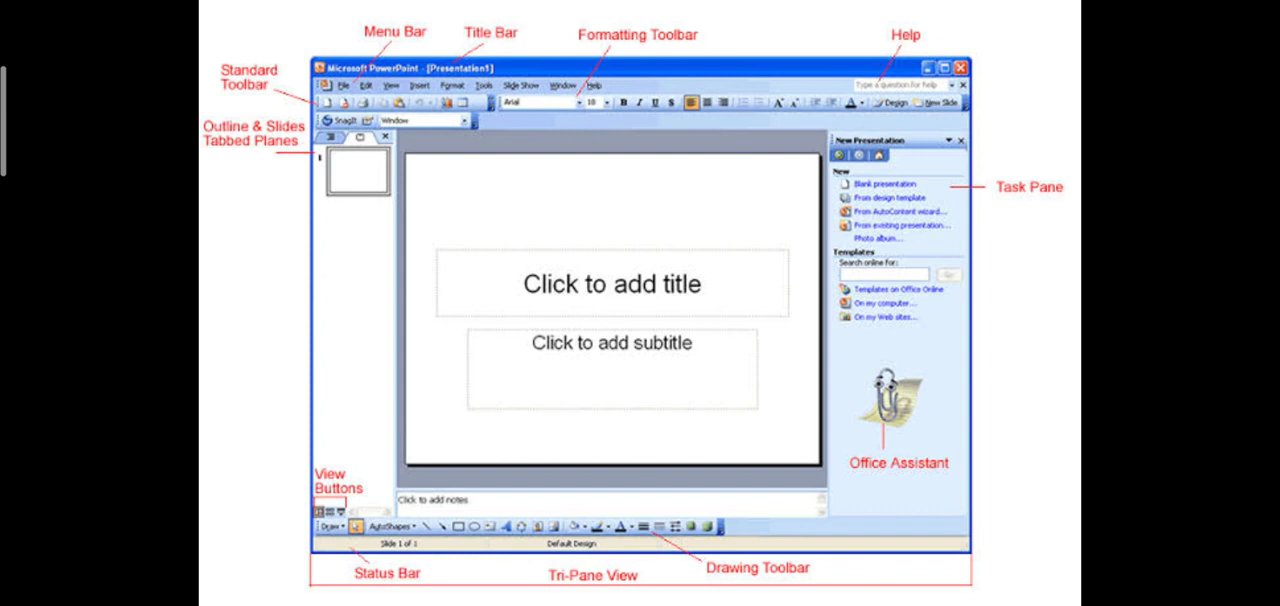 Menu Bar
Title Bar
Formatting Toolbar
Help
Standard
Toolbar
Microsoft PowerPoint - [Presentation1]
File Edit View Insert Format Tools Slide Show Window Help
Type a question for help
Arial
18
B I U S
Design
New Slide
SnagIt
Window
Outline & Slides
Tabbed Planes
1
New Presentation
New
Blank presentation
From design template
From AutoContent wizard...
From existing presentation...
Photo album...
Task Pane
Templates
Search online for:
Go
Templates on Office Online
On my computer...
On my Web sites...
Click to add title
Click to add subtitle
Office Assistant
View
Buttons
Click to add notes
Draw
AutoShapes
Slide 1 of 1
Default Design
Status Bar
Tri-Pane View
Drawing Toolbar